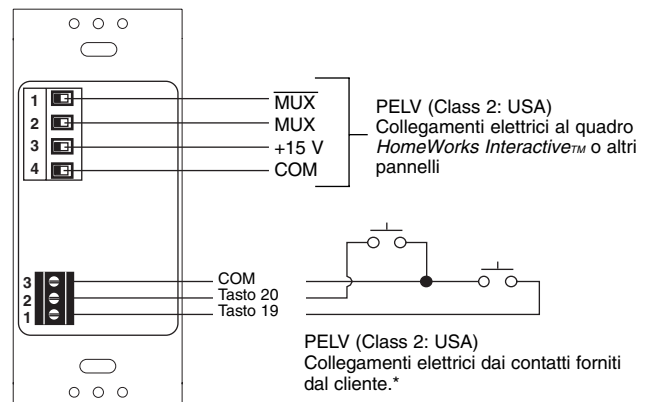 1
2
3
4
MUX
MUX
+15 V
COM
PELV (Class 2: USA)
Collegamenti elettrici al quadro
HomeWorks Interactive™ o altri
pannelli
3
2
1
COM
Tasto 20
Tasto 19
PELV (Class 2: USA)
Collegamenti elettrici dai contatti forniti
dal cliente.*